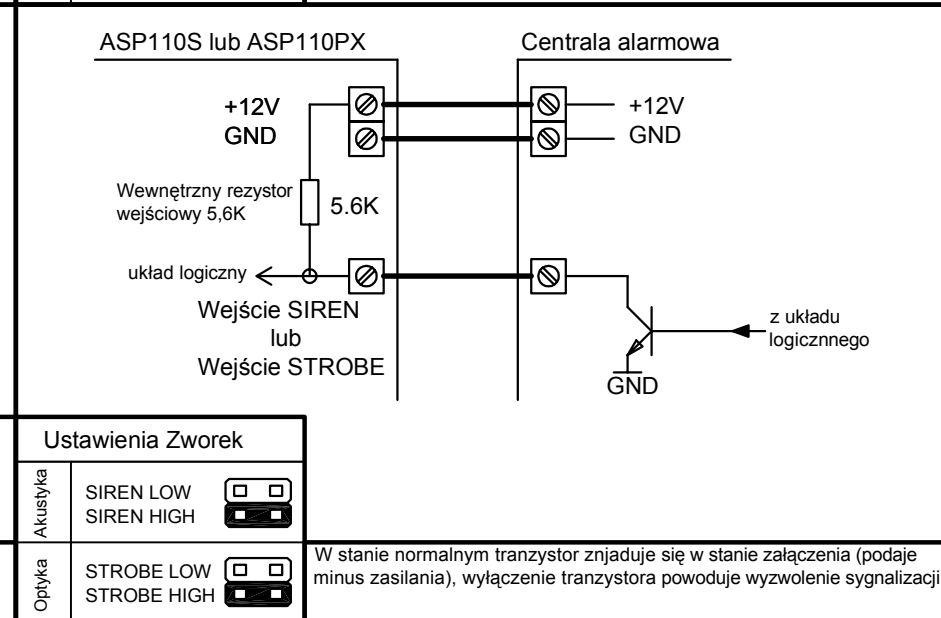 ASP110S lub ASP110PX
Centrala alarmowa
+12V
GND
+12V
GND
Wewnętrzny rezystor
wejściowy 5,6K
5.6K
układ logiczny
Wejście SIREN
lub
Wejście STROBE
z układu
logicznnego
GND
Ustawienia Zworek
Akustyka
SIREN LOW
SIREN HIGH
Optyka
STROBE LOW
STROBE HIGH
W stanie normalnym tranzystor znjaduje się w stanie załączenia (podaje
minus zasilania), wyłączenie tranzystora powoduje wyzwolenie sygnalizacji